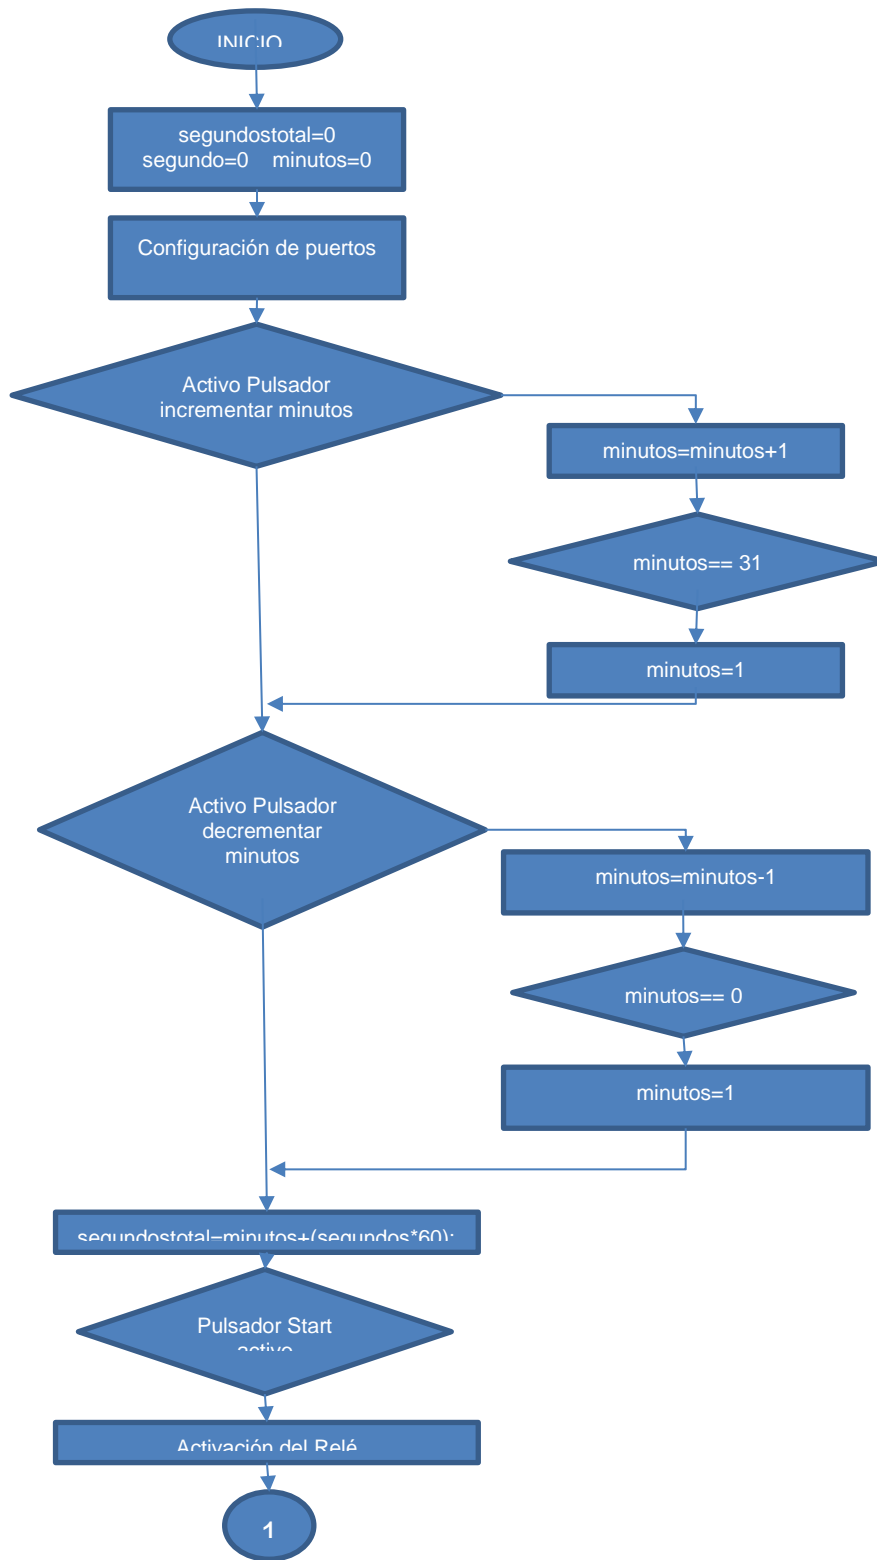 INICIO
segundostotal=0
segundo=0 minutos=0
Configuración de puertos
Activo Pulsador
incrementar minutos
minutos=minutos+1
minutos== 31
minutos=1
Activo Pulsador
decrementar
minutos
minutos=minutos-1
minutos== 0
minutos=1
segundostotal=minutos+(segundos*60);
Pulsador Start
activo
Activación del Relé
1